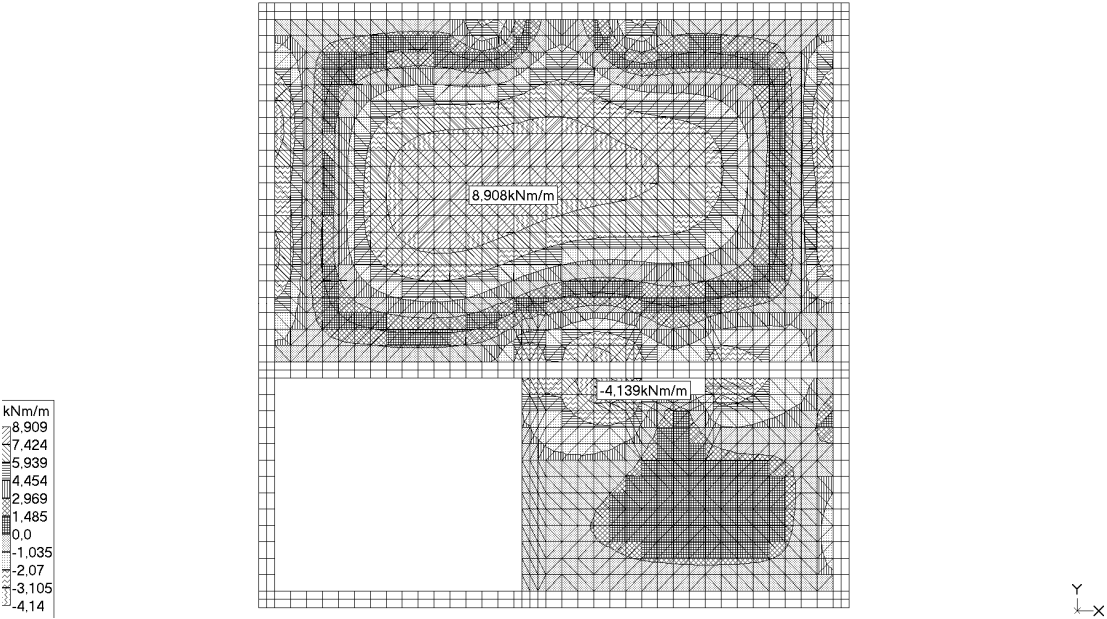 8,908kNm/m
-4,139kNm/m
kNm/m
8,909
7,424
5,939
4,454
2,969
1,485
0,0
-1,035
-2,07
-3,105
-4,14
Y
X